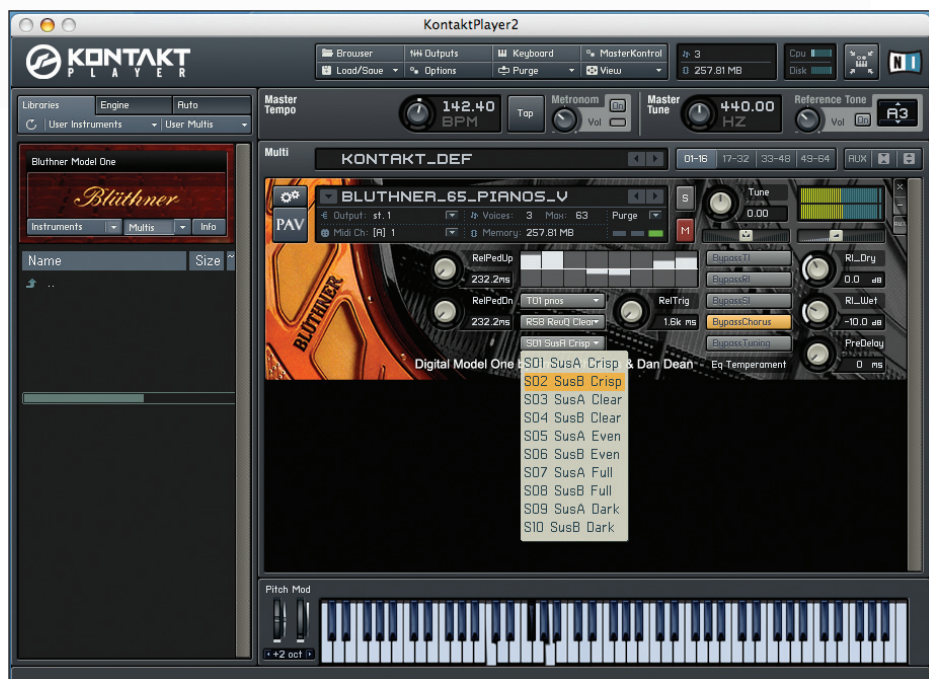 KontaktPlayer2
KONTAKT
PLAYER
Browser Outputs Keyboard MasterKontrol 3 Cpu
Load/Save Options Purge View 257.81 MB Disk
NI
Libraries Engine Auto
User Instruments User Multis
Master Tempo 142.40 BPM Tap Metronom On Vol Master Tune 440.00 HZ Reference Tone Vol On A3
Bluthner Model One
Blüthner
Instruments Multis Info
Name Size
..
Multi KONTAKT_DEF 01-16 17-32 33-48 49-64 AUX
BLUTHNER_65_PIANOS_V S Tune
PAV Output: st. 1 Voices: 3 Max: 63 Purge 0.00
Midi Ch: [A] 1 Memory: 257.81 MB M
BLUTHNER
RelPedUp BypassTI RI_Dry
232.2ms BypassRI 0.0 dB
RelPedDn T01 pnos RelTrig BypassSI RI_Wet
232.2ms R58 RevQ Clear 1.6k ms BypassChorus -10.0 dB
S01 SusA Crisp BypassTuning PreDelay
Digital Model One & Dan Dean Eq Temperament 0 ms
S01 SusA Crisp
S02 SusB Crisp
S03 SusA Clear
S04 SusB Clear
S05 SusA Even
S06 SusB Even
S07 SusA Full
S08 SusB Full
S09 SusA Dark
S10 SusB Dark
Pitch Mod
+2 oct